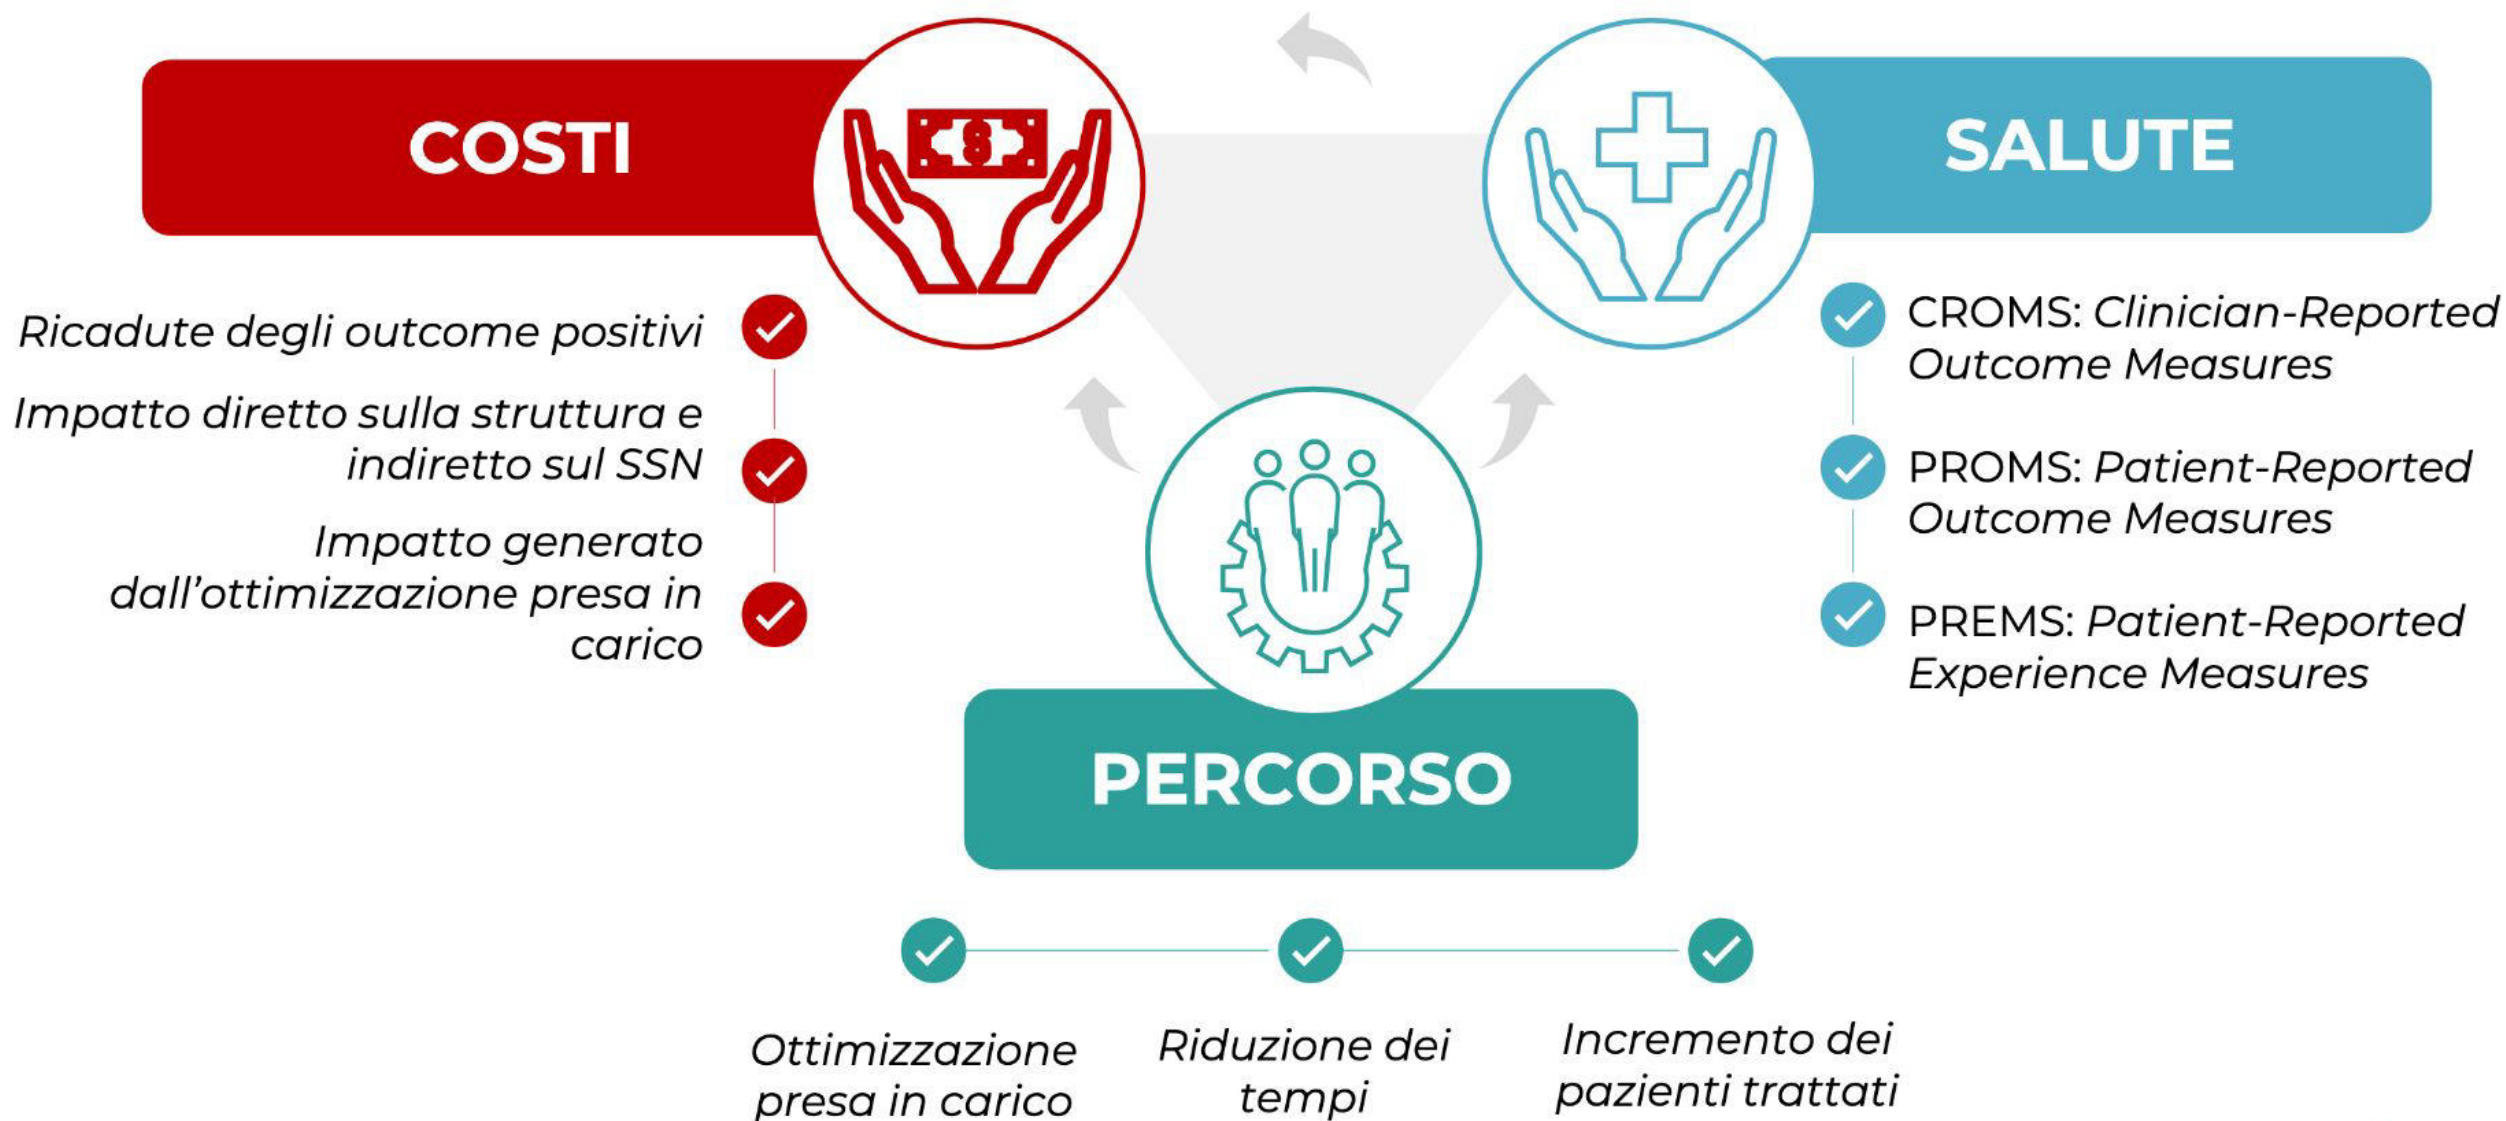 COSTI
Ricadute degli outcome positivi
Impatto diretto sulla struttura e
indiretto sul SSN
Impatto generato
dall'ottimizzazione presa in
carico
SALUTE
CROMS: Clinician-Reported
Outcome Measures
PROMS: Patient-Reported
Outcome Measures
PREMS: Patient-Reported
Experience Measures
PERCORSO
Ottimizzazione
presa in carico
Riduzione dei
tempi
Incremento dei
pazienti trattati